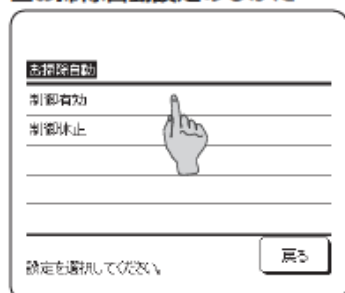 お掃除自動
制御有効
制御休止
設定を選択してください。
戻る